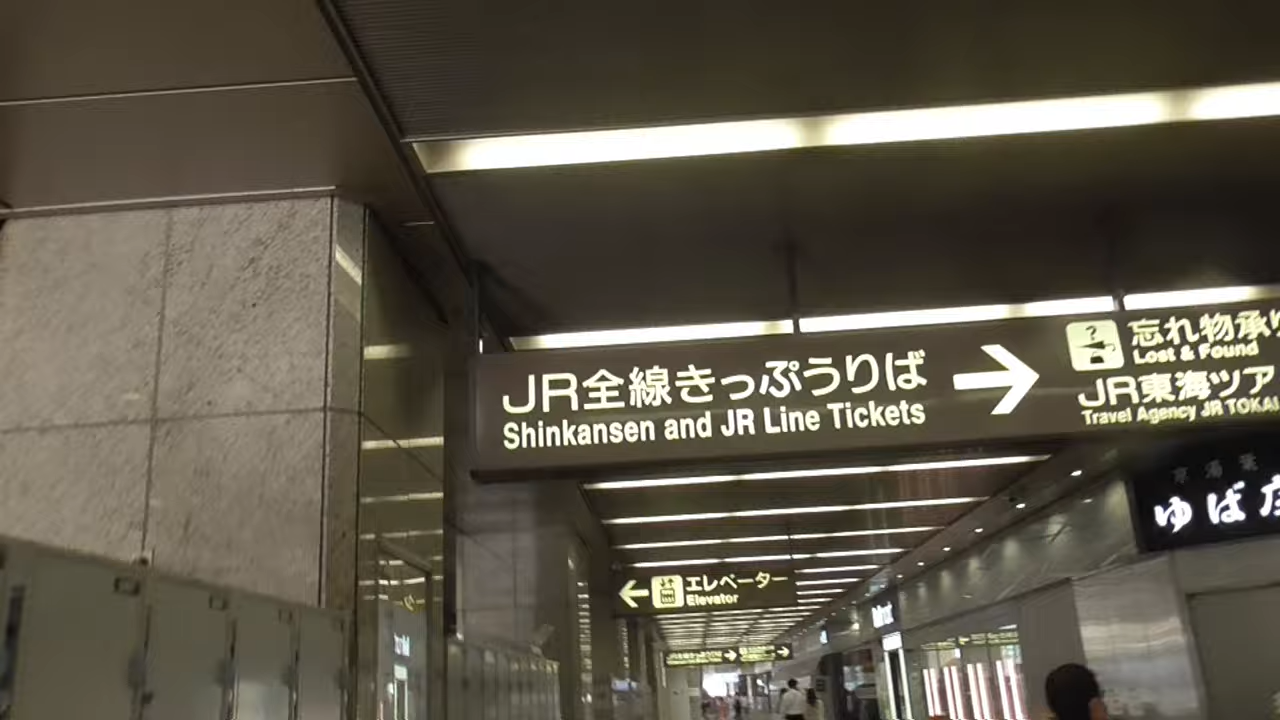 JR全線きっぷうりば
Shinkansen and JR Line Tickets
忘れ物承
Lost & Found
JR東海ツア
Travel Agency JR TOKAI
ゆば
エレベーター
Elevator